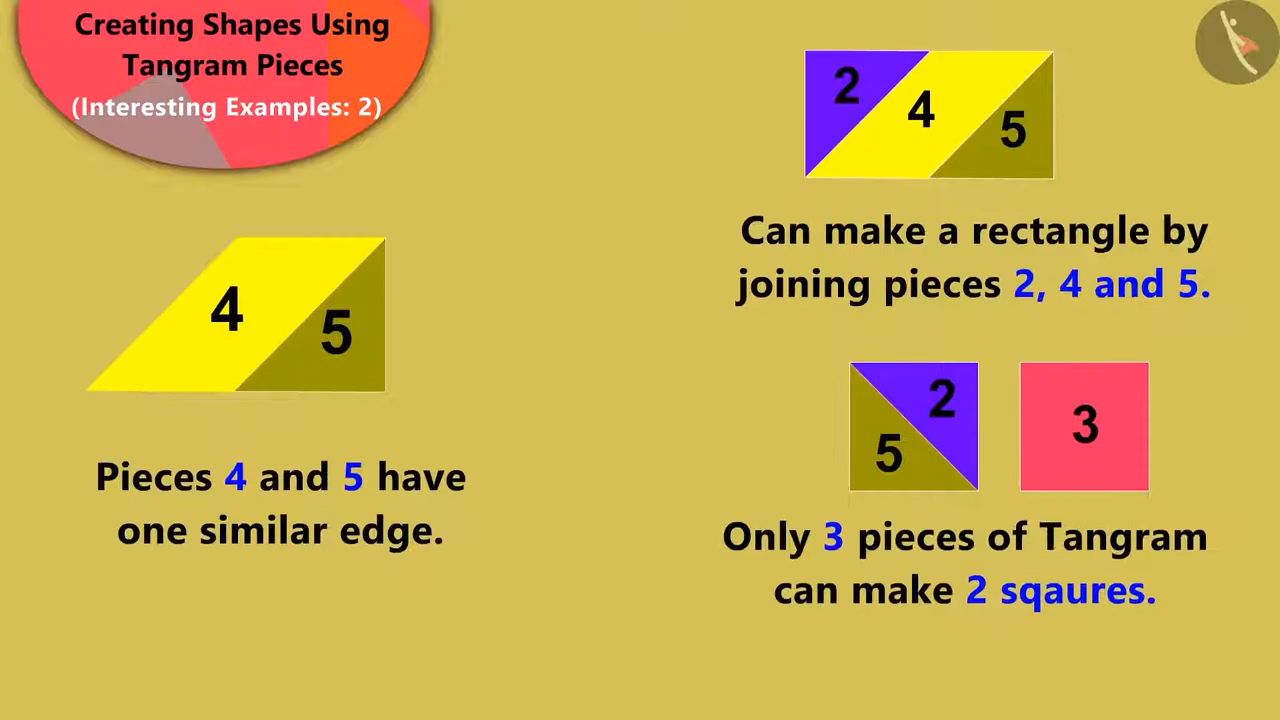 Creating Shapes Using
Tangram Pieces
(Interesting Examples: 2)
4
5
Pieces 4 and 5 have
one similar edge.
2
4
5
Can make a rectangle by
joining pieces 2, 4 and 5.
2
5
3
Only 3 pieces of Tangram
can make 2 sqaures.